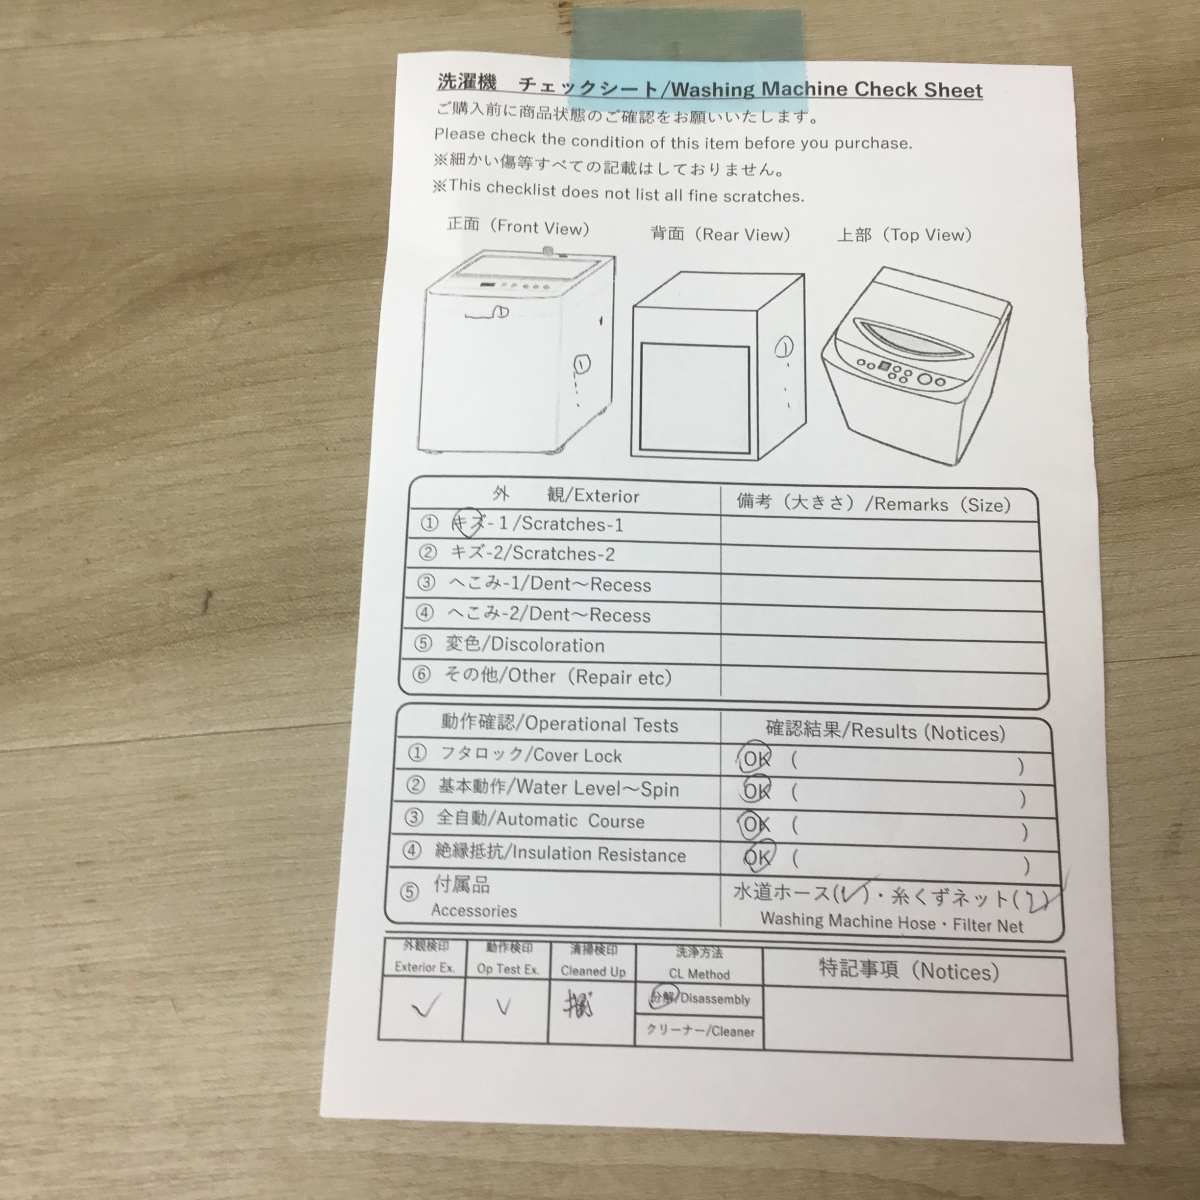 洗濯機　チェックシート/Washing Machine Check Sheet
ご購入前に商品状態のご確認をお願いいたします。
Please check the condition of this item before you purchase.
※細かい傷等すべての記載はしておりません。
※This checklist does not list all fine scratches.
正面（Front View） 背面（Rear View） 上部（Top View）
① ① ①
外　観/Exterior 備考（大きさ）/Remarks（Size）
① キズ-1/Scratches-1
② キズ-2/Scratches-2
③ へこみ-1/Dent～Recess
④ へこみ-2/Dent～Recess
⑤ 変色/Discoloration
⑥ その他/Other（Repair etc）
動作確認/Operational Tests 確認結果/Results (Notices)
① フタロック/Cover Lock OK ( )
② 基本動作/Water Level～Spin OK ( )
③ 全自動/Automatic Course OK ( )
④ 絶縁抵抗/Insulation Resistance OK ( )
⑤ 付属品 水道ホース(1)・糸くずネット(2)
Accessories Washing Machine Hose・Filter Net
外観検印 動作検印 清掃検印 洗浄方法 特記事項（Notices）
Exterior Ex. Op Test Ex. Cleaned Up CL Method
✓ ✓ 分解/Disassembly
クリーナー/Cleaner